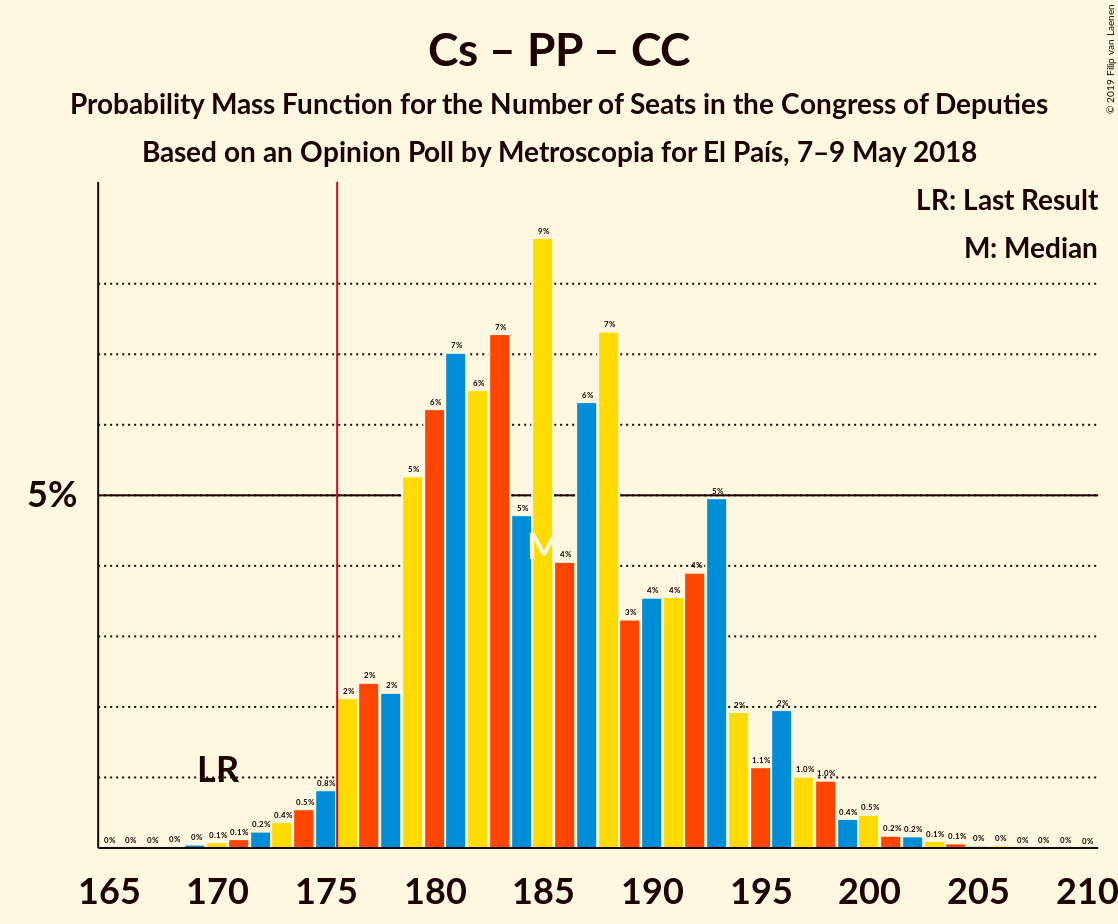 Cs – PP – CC
Probability Mass Function for the Number of Seats in the Congress of Deputies
Based on an Opinion Poll by Metroscopia for El País, 7–9 May 2018
© 2019 Filip van Laenen
LR: Last Result
M: Median
5%
LR
M
0% 0% 0% 0% 0% 0.1% 0.1% 0.2% 0.4% 0.5% 0.8% 2% 2% 2% 5% 6% 7% 6% 7% 5% 9% 4% 6% 7% 3% 4% 4% 4% 5% 2% 1.1% 2% 1.0% 1.0% 0.4% 0.5% 0.2% 0.2% 0.1% 0.1% 0% 0% 0% 0% 0% 0%
165 170 175 180 185 190 195 200 205 210